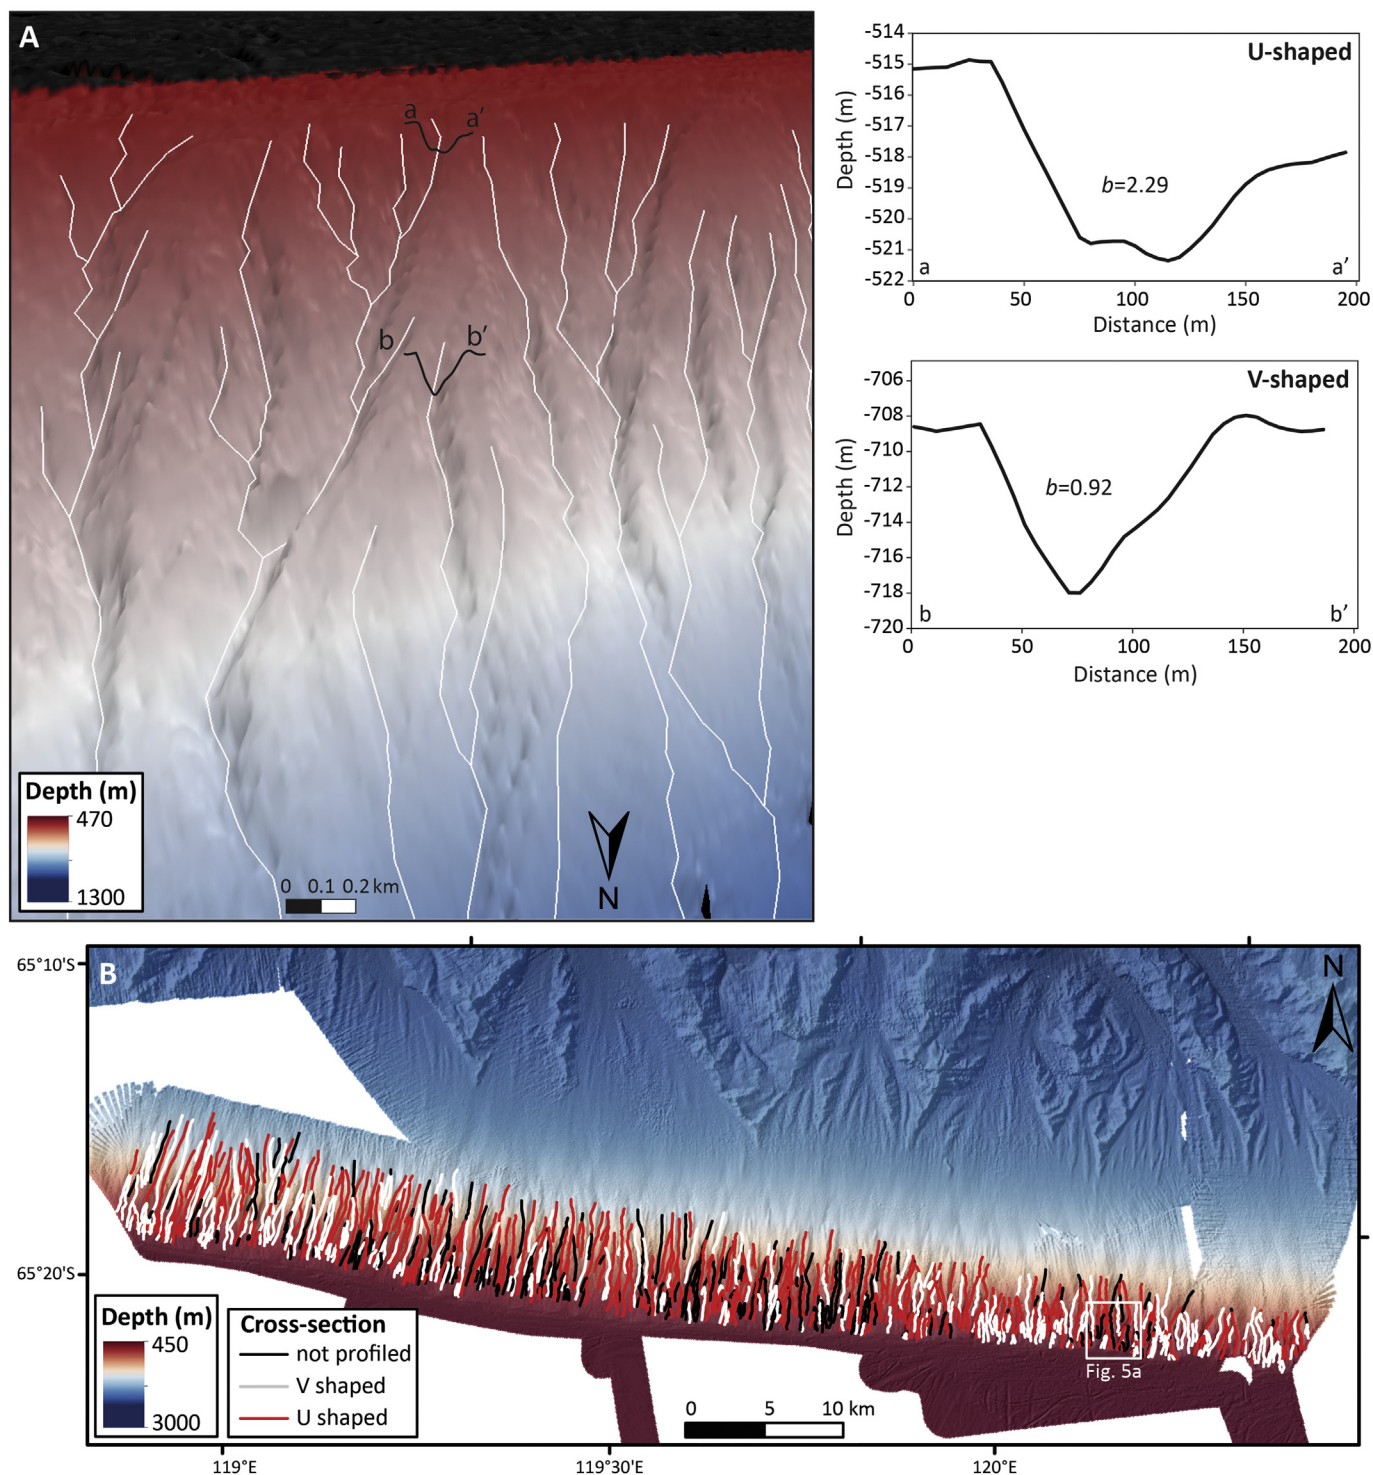 A
a
a'
b
b'
Depth (m)
470
1300
0 0.1 0.2 km
N
U-shaped
-514
-515
-516
-517
-518
-519
-520
-521
-522
Depth (m)
b=2.29
a
a'
0 50 100 150 200
Distance (m)
V-shaped
-706
-708
-710
-712
-714
-716
-718
-720
Depth (m)
b=0.92
b
b'
0 50 100 150 200
Distance (m)
B
65°10'S
65°20'S
N
Depth (m)
450
3000
Cross-section
not profiled
V shaped
U shaped
0 5 10 km
Fig. 5a
119°E
119°30'E
120°E